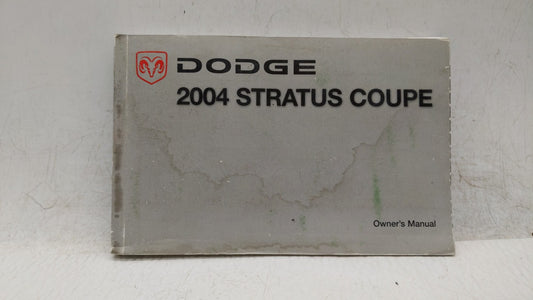 DODGE
2004 STRATUS COUPE
Owner's Manual